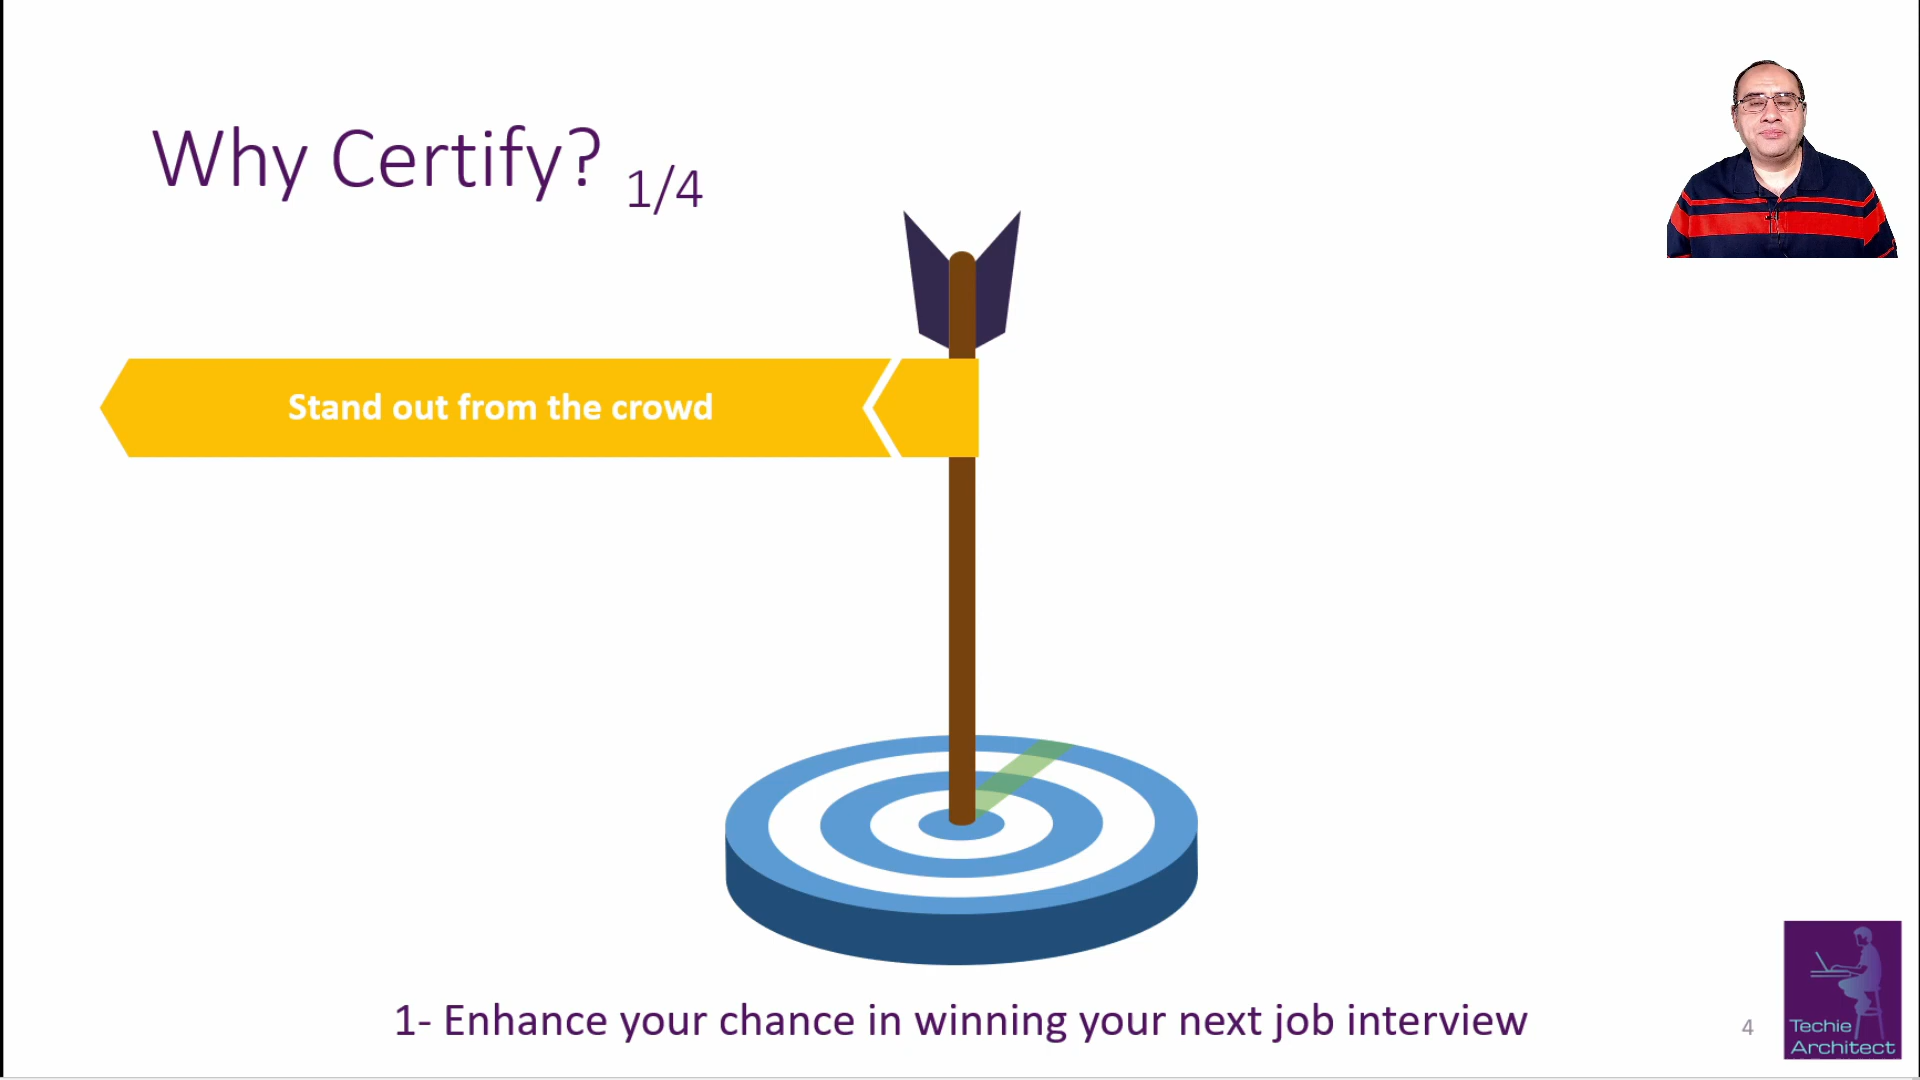 Why Certify? 1/4
Stand out from the crowd
1- Enhance your chance in winning your next job interview
4
Techie
Architect